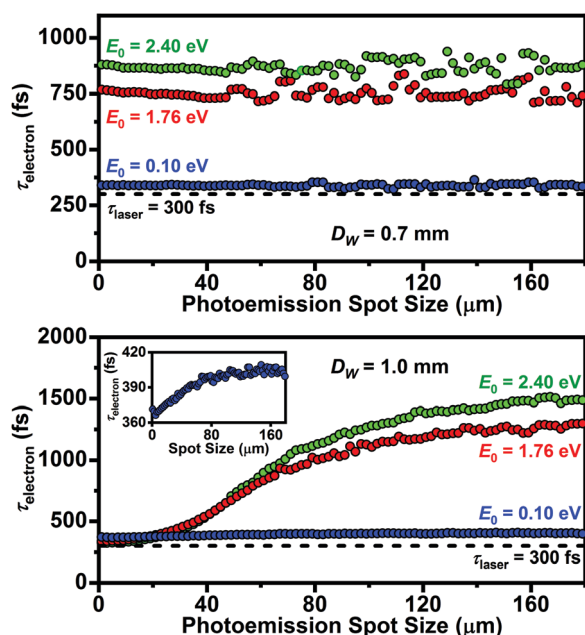 1000
750
500
250
0
τelectron (fs)
E0 = 2.40 eV
E0 = 1.76 eV
E0 = 0.10 eV
τlaser = 300 fs
DW = 0.7 mm
0 40 80 120 160
Photoemission Spot Size (μm)
2000
1500
1000
500
0
τelectron (fs)
420
390
360
τelectron (fs)
0 80 160
Spot Size (μm)
DW = 1.0 mm
E0 = 2.40 eV
E0 = 1.76 eV
E0 = 0.10 eV
τlaser = 300 fs
0 40 80 120 160
Photoemission Spot Size (μm)